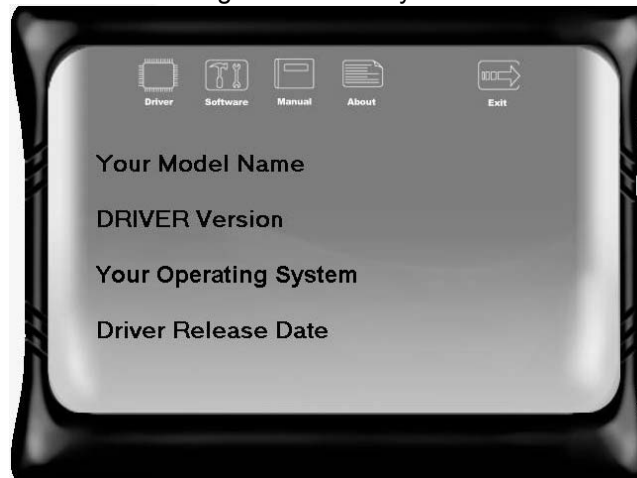 Driver Software Manual About Exit
Your Model Name
DRIVER Version
Your Operating System
Driver Release Date